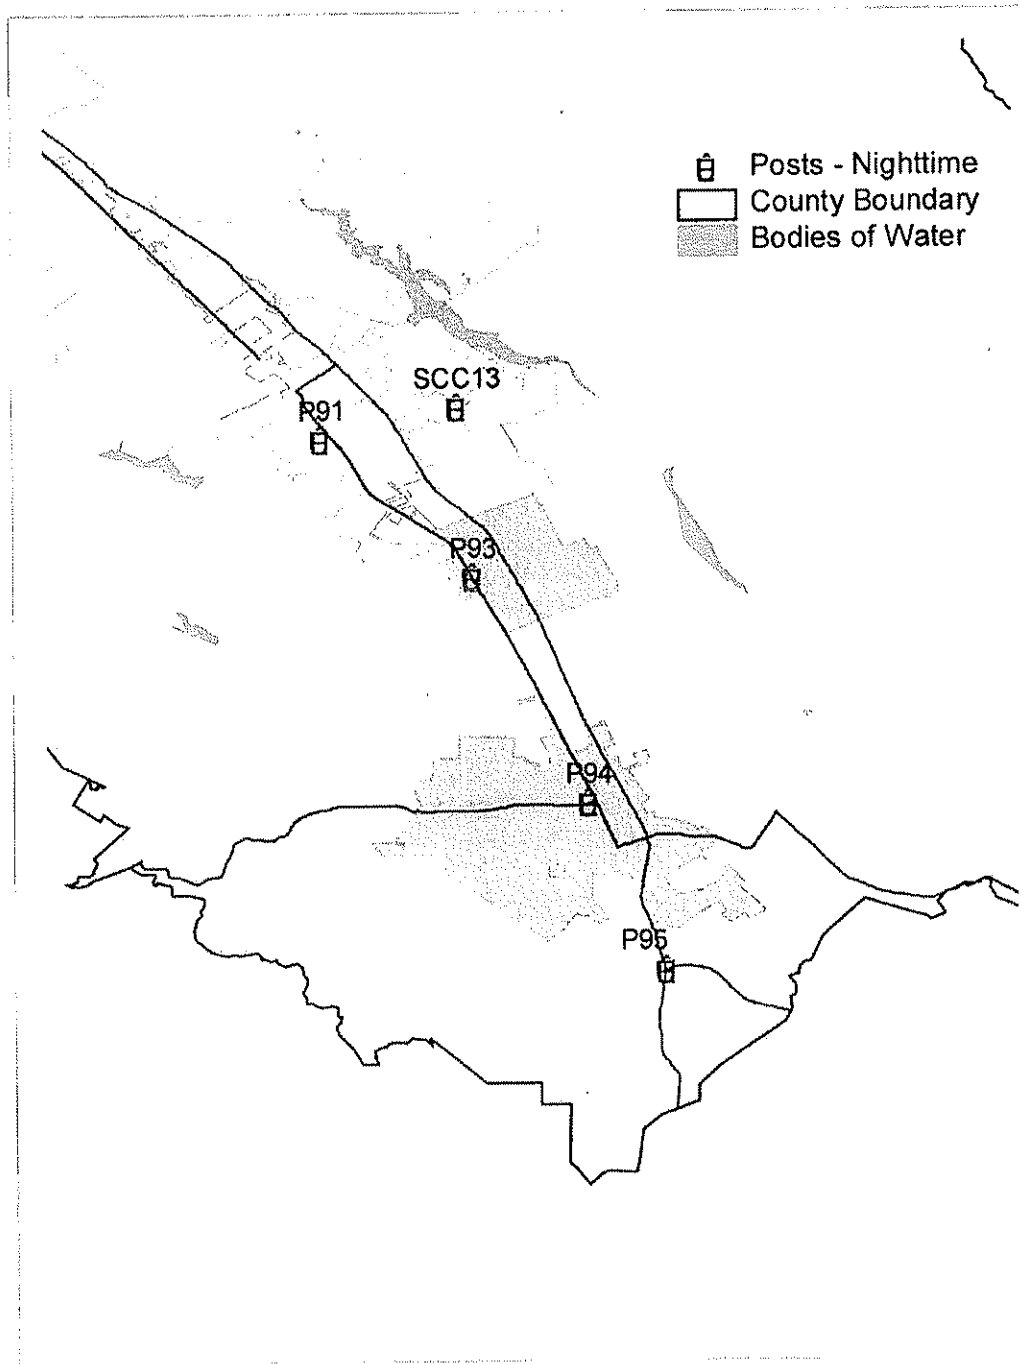 Posts - Nighttime
County Boundary
Bodies of Water
SCC13
P91
P93
P94
P95